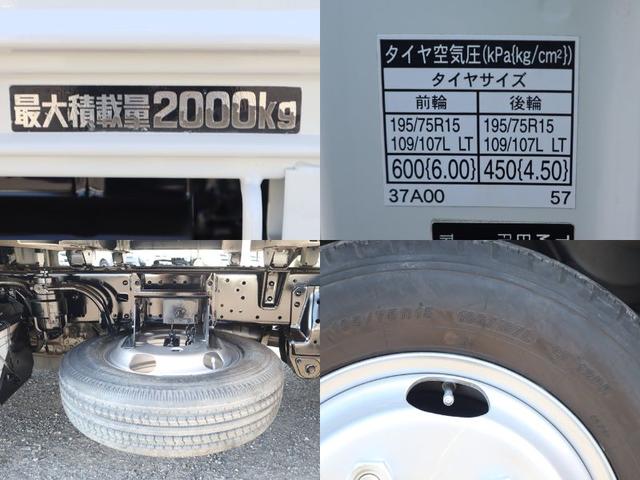 最大積載量2000kg
タイヤ空気圧(kPa{kg/cm²})
タイヤサイズ
前輪 後輪
195/75R15 195/75R15
109/107L LT 109/107L LT
600{6.00} 450{4.50}
37A00 57
195/75R15